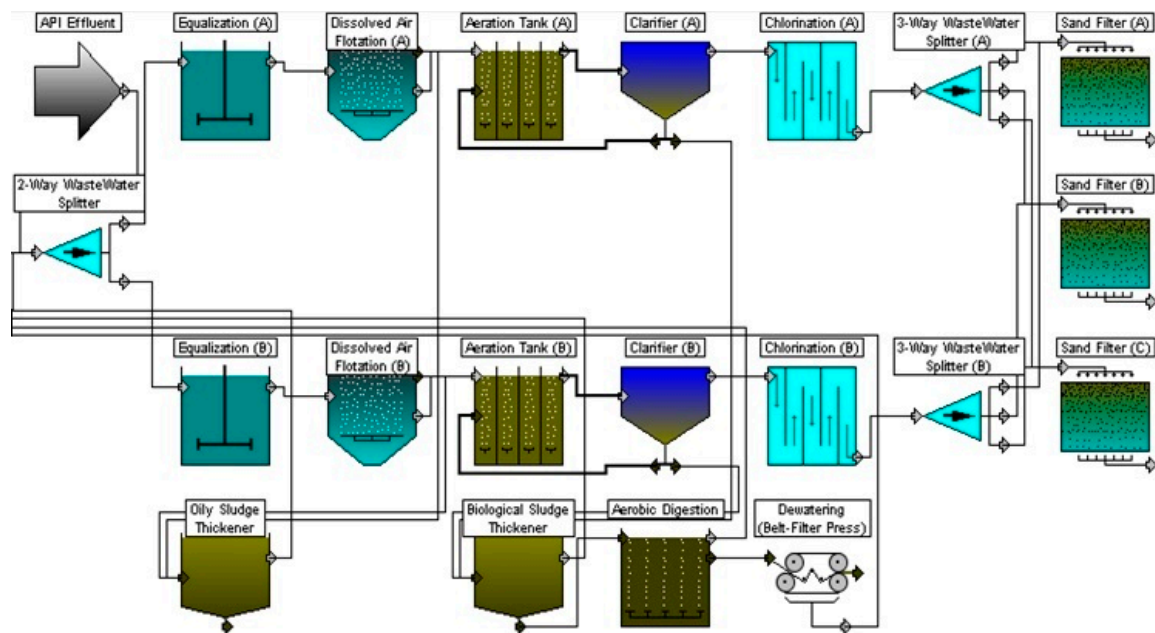 API Effluent
Equalization (A)
Dissolved Air
Flotation (A)
Aeration Tank (A)
Clarifier (A)
Chlorination (A)
3-Way WasteWater
Splitter (A)
Sand Filter (A)
2-Way WasteWater
Splitter
Sand Filter (B)
Equalization (B)
Dissolved Air
Flotation (B)
Aeration Tank (B)
Clarifier (B)
Chlorination (B)
3-Way WasteWater
Splitter (B)
Sand Filter (C)
Oily Sludge
Thickener
Biological Sludge
Thickener
Aerobic Digestion
Dewatering
(Belt-Filter Press)